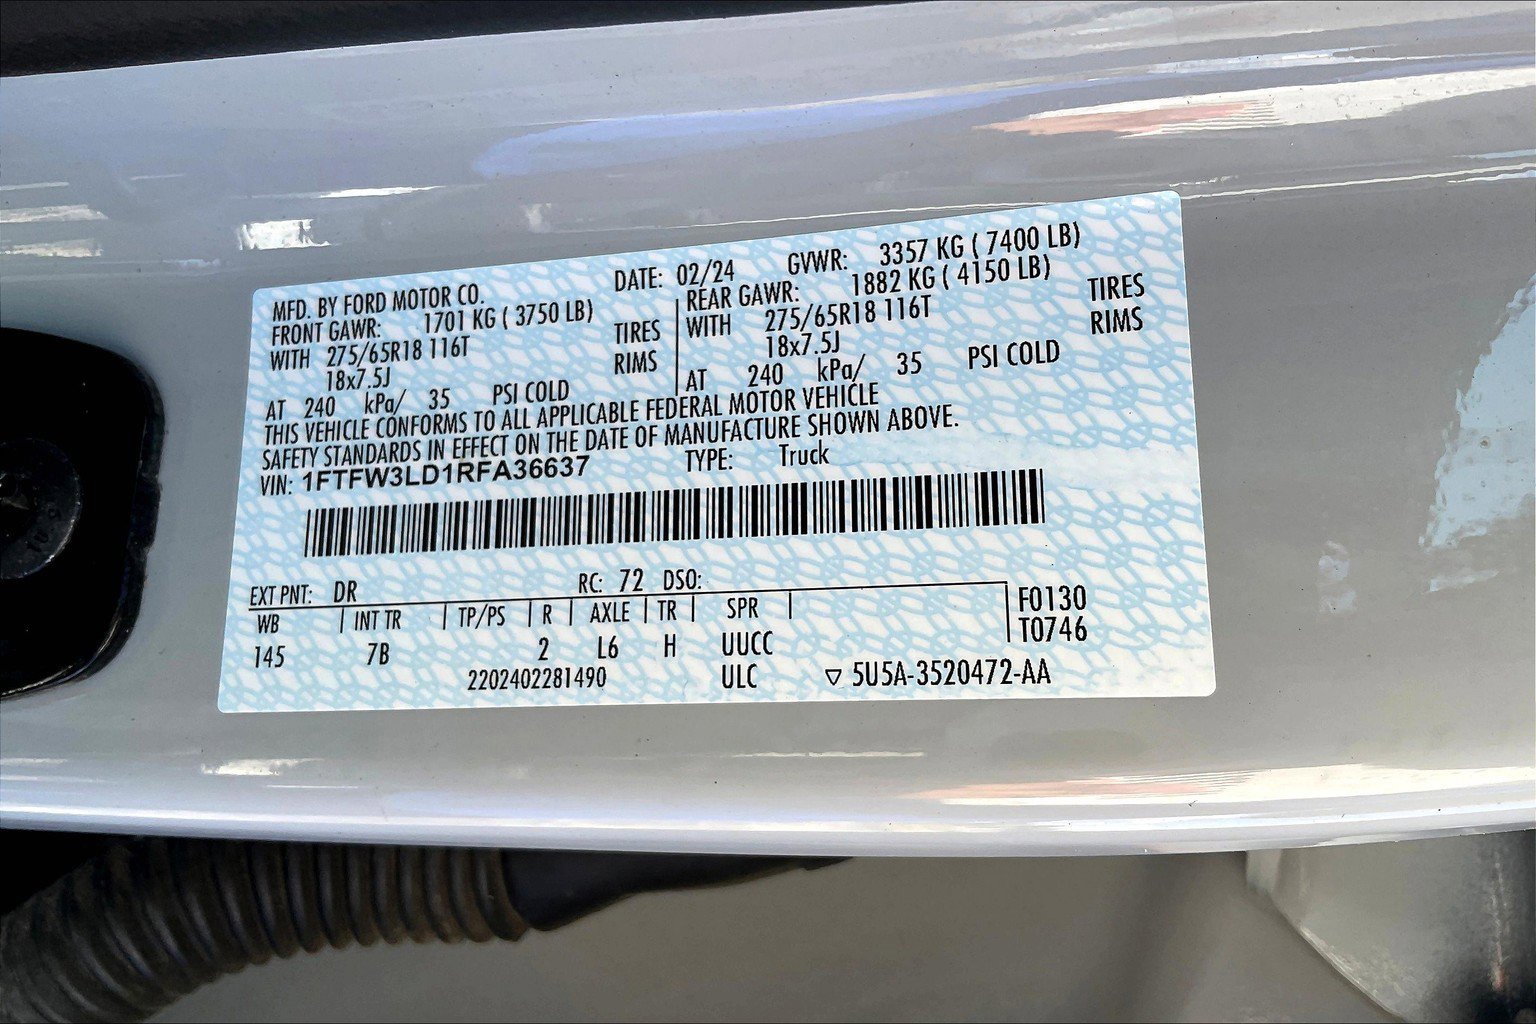 MFD. BY FORD MOTOR CO. DATE: 02/24 GVWR: 3357 KG ( 7400 LB)
FRONT GAWR: 1701 KG ( 3750 LB) REAR GAWR: 1882 KG ( 4150 LB)
WITH 275/65R18 116T TIRES WITH 275/65R18 116T TIRES
18x7.5J RIMS 18x7.5J RIMS
AT 240 kPa/ 35 PSI COLD AT 240 kPa/ 35 PSI COLD
THIS VEHICLE CONFORMS TO ALL APPLICABLE FEDERAL MOTOR VEHICLE
SAFETY STANDARDS IN EFFECT ON THE DATE OF MANUFACTURE SHOWN ABOVE.
VIN: 1FTFW3LD1RFA36637 TYPE: Truck
EXT PNT: DR RC: 72 DSO:
WB | INT TR | TP/PS | R | AXLE | TR | SPR | F0130
145 7B 2 L6 H UUCC T0746
2202402281490 ULC ▽ 5U5A-3520472-AA